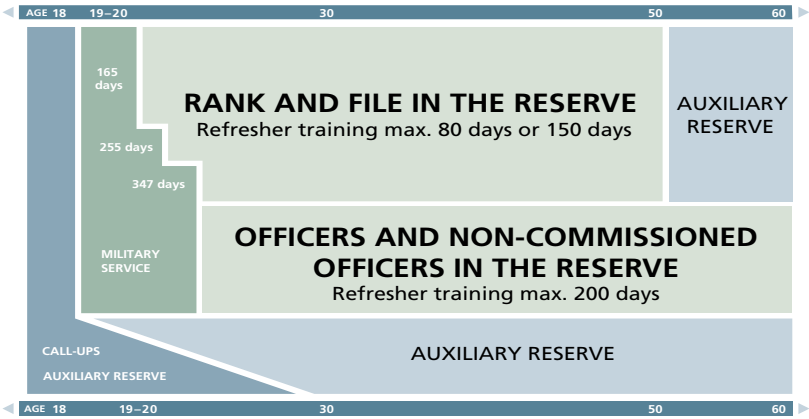 AGE 18 19–20 30 50 60
165
days
255 days
347 days
MILITARY
SERVICE
RANK AND FILE IN THE RESERVE
Refresher training max. 80 days or 150 days
AUXILIARY
RESERVE
OFFICERS AND NON-COMMISSIONED
OFFICERS IN THE RESERVE
Refresher training max. 200 days
CALL-UPS
AUXILIARY RESERVE
AUXILIARY RESERVE
AGE 18 19–20 30 50 60